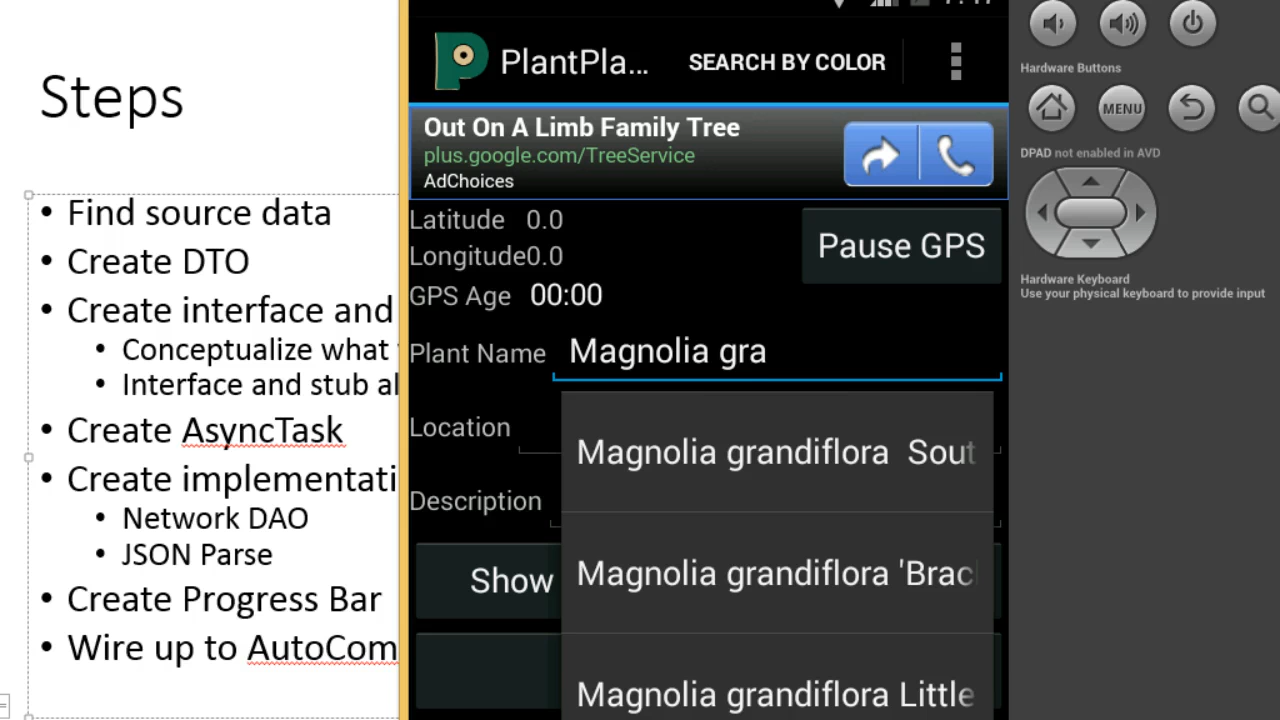 Steps
• Find source data
• Create DTO
• Create interface and
• Conceptualize what
• Interface and stub al
• Create AsyncTask
• Create implementati
• Network DAO
• JSON Parse
• Create Progress Bar
• Wire up to AutoCom
PlantPla...
SEARCH BY COLOR
Out On A Limb Family Tree
plus.google.com/TreeService
AdChoices
Latitude 0.0
Longitude0.0
GPS Age 00:00
Pause GPS
Plant Name Magnolia gra
Magnolia grandiflora Sout
Magnolia grandiflora 'Brac
Magnolia grandiflora Little
Location
Description
Show
Hardware Buttons
MENU
DPAD not enabled in AVD
Hardware Keyboard
Use your physical keyboard to provide input